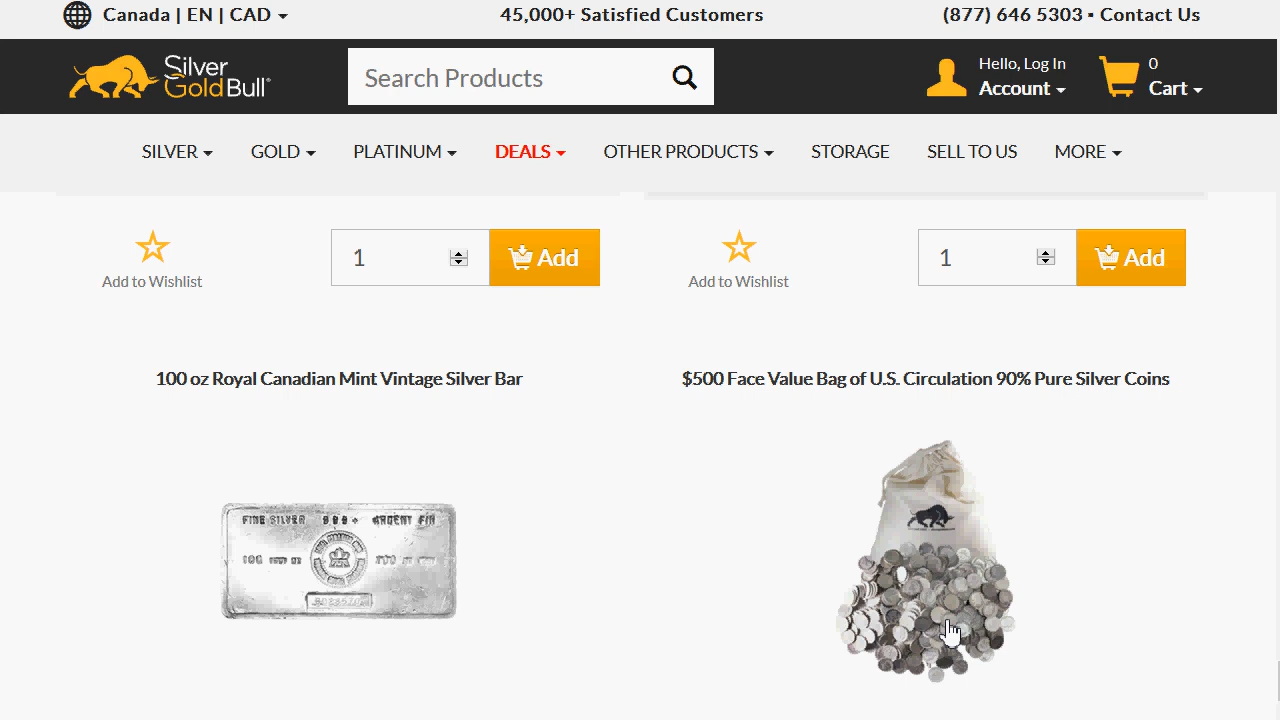 Canada | EN | CAD
45,000+ Satisfied Customers
(877) 646 5303 • Contact Us
Silver
Gold Bull
Search Products
Hello, Log In
Account
0
Cart
SILVER
GOLD
PLATINUM
DEALS
OTHER PRODUCTS
STORAGE
SELL TO US
MORE
Add to Wishlist
1
Add
Add to Wishlist
1
Add
100 oz Royal Canadian Mint Vintage Silver Bar
$500 Face Value Bag of U.S. Circulation 90% Pure Silver Coins
FINE SILVER 999+ ARGENT FIN